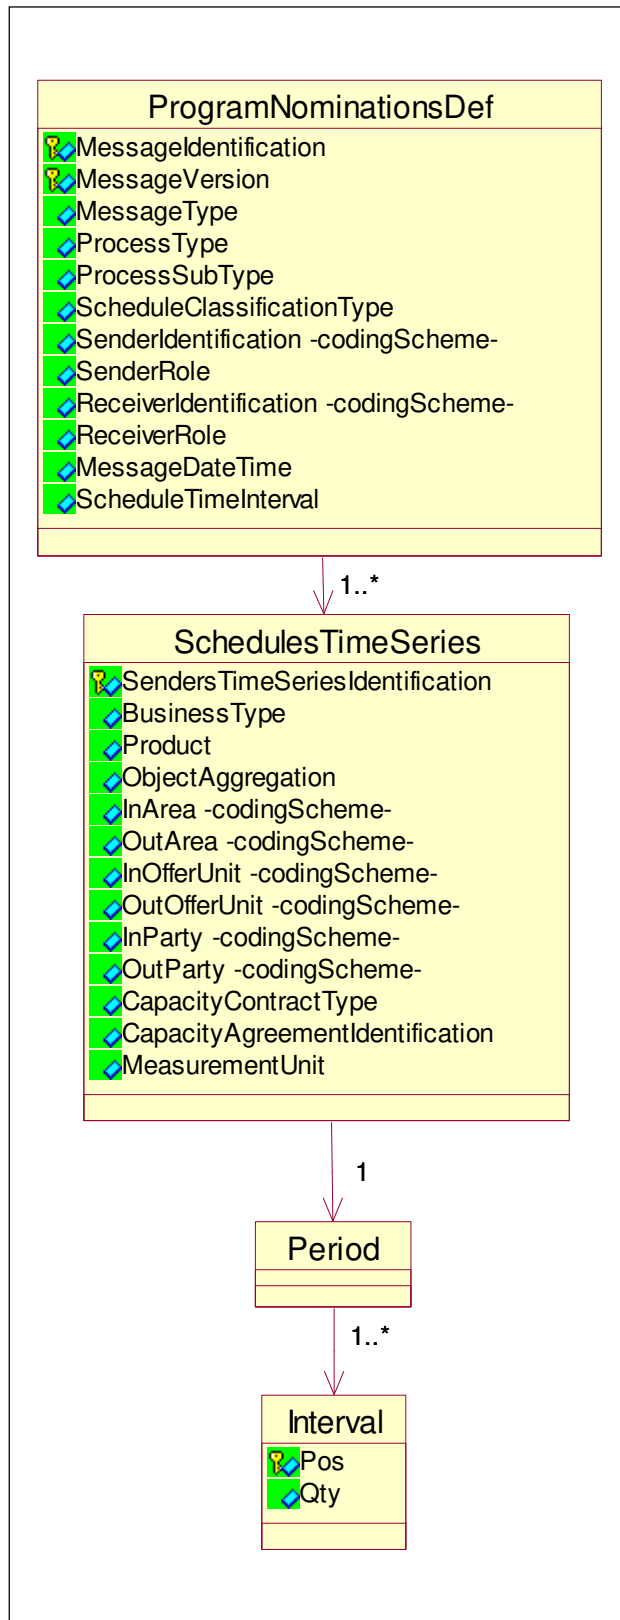 ProgramNominationsDef
MessageIdentification
MessageVersion
MessageType
ProcessType
ProcessSubType
ScheduleClassificationType
SenderIdentification -codingScheme-
SenderRole
ReceiverIdentification -codingScheme-
ReceiverRole
MessageDateTime
ScheduleTimeInterval
1..*
SchedulesTimeSeries
SendersTimeSeriesIdentification
BusinessType
Product
ObjectAggregation
InArea -codingScheme-
OutArea -codingScheme-
InOfferUnit -codingScheme-
OutOfferUnit -codingScheme-
InParty -codingScheme-
OutParty -codingScheme-
CapacityContractType
CapacityAgreementIdentification
MeasurementUnit
1
Period
1..*
Interval
Pos
Qty